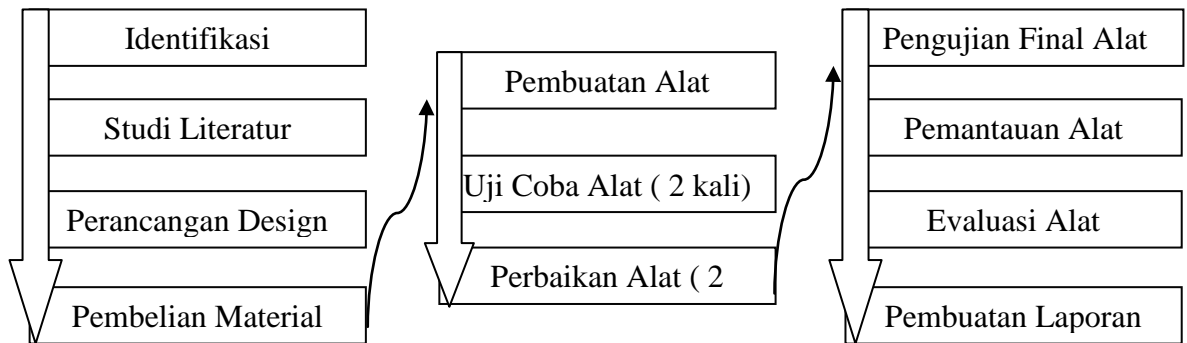 Identifikasi
Studi Literatur
Perancangan Design
Pembelian Material
Pembuatan Alat
Uji Coba Alat ( 2 kali)
Perbaikan Alat ( 2
Pengujian Final Alat
Pemantauan Alat
Evaluasi Alat
Pembuatan Laporan